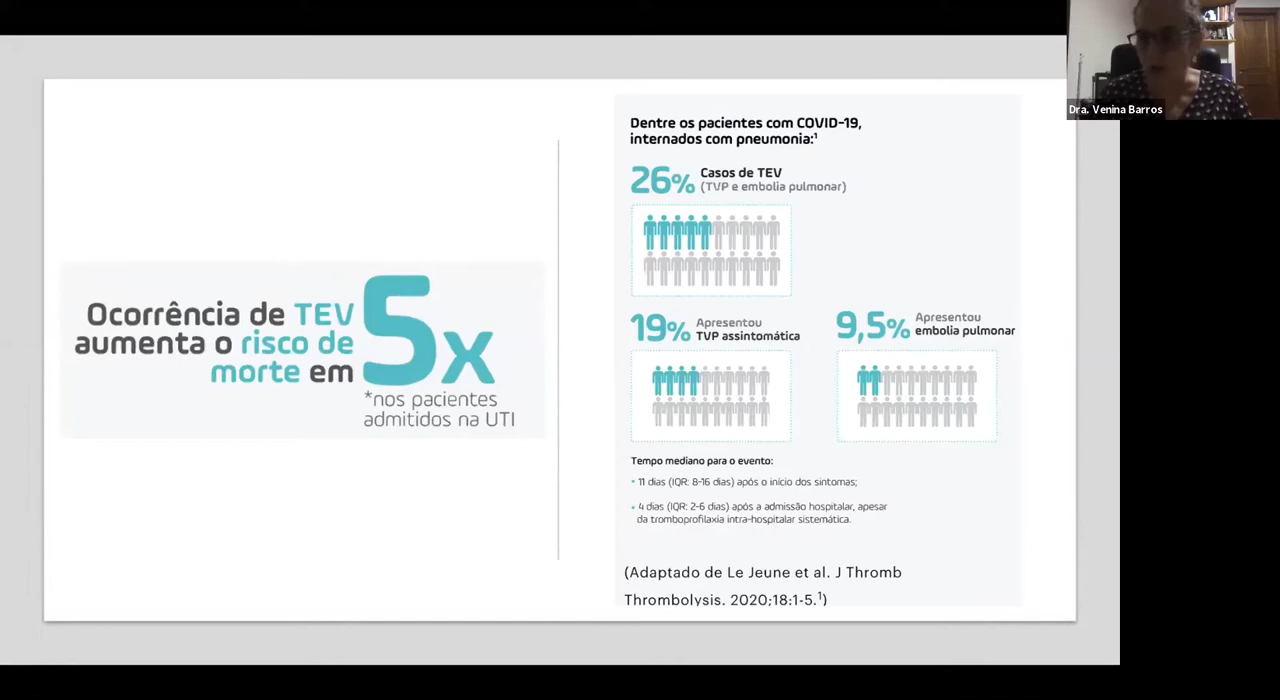 Dra. Venina Barros
Ocorrência de TEV
aumenta o risco de
morte em
5x
*nos pacientes
admitidos na UTI
Dentre os pacientes com COVID-19,
internados com pneumonia:¹
26% Casos de TEV
(TVP e embolia pulmonar)
19% Apresentou
TVP assintomática
9,5% Apresentou
embolia pulmonar
Tempo mediano para o evento:
• 11 dias (IQR: 8-16 dias) após o início dos sintomas;
• 4 dias (IQR: 2-6 dias) após a admissão hospitalar, apesar
da tromboprofilaxia intra-hospitalar sistemática.
(Adaptado de Le Jeune et al. J Thromb
Thrombolysis. 2020;18:1-5.¹)